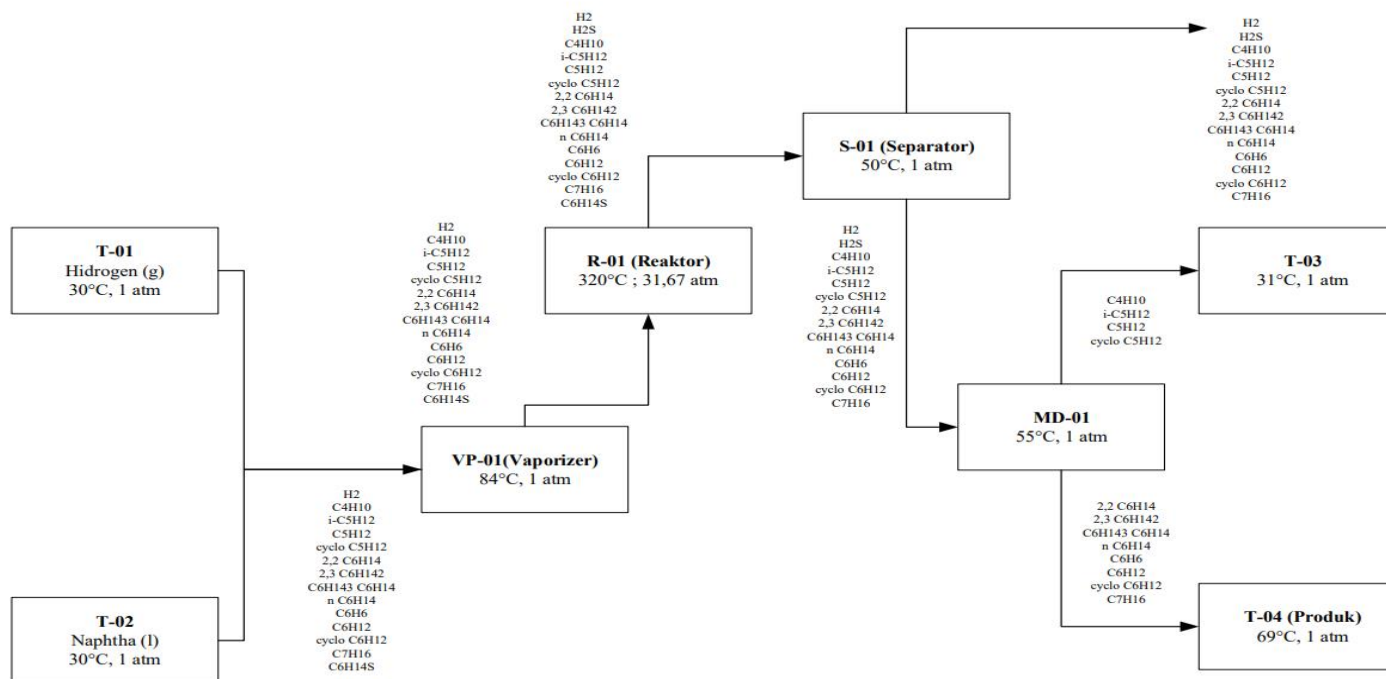 H2
H2S
C4H10
i-C5H12
C5H12
cyclo C5H12
2,2 C6H14
2,3 C6H142
C6H143 C6H14
n C6H14
C6H6
C6H12
cyclo C6H12
C7H16
C6H14S
H2
H2S
C4H10
i-C5H12
C5H12
cyclo C5H12
2,2 C6H14
2,3 C6H142
C6H143 C6H14
n C6H14
C6H6
C6H12
cyclo C6H12
C7H16
S-01 (Separator)
50°C, 1 atm
T-01
Hidrogen (g)
30°C, 1 atm
H2
C4H10
i-C5H12
C5H12
cyclo C5H12
2,2 C6H14
2,3 C6H142
C6H143 C6H14
n C6H14
C6H6
C6H12
cyclo C6H12
C7H16
C6H14S
R-01 (Reaktor)
320°C ; 31,67 atm
H2
H2S
C4H10
i-C5H12
C5H12
cyclo C5H12
2,2 C6H14
2,3 C6H142
C6H143 C6H14
n C6H14
C6H6
C6H12
cyclo C6H12
C7H16
T-03
31°C, 1 atm
C4H10
i-C5H12
C5H12
cyclo C5H12
VP-01(Vaporizer)
84°C, 1 atm
MD-01
55°C, 1 atm
H2
C4H10
i-C5H12
C5H12
cyclo C5H12
2,2 C6H14
2,3 C6H142
C6H143 C6H14
n C6H14
C6H6
C6H12
cyclo C6H12
C7H16
C6H14S
2,2 C6H14
2,3 C6H142
C6H143 C6H14
n C6H14
C6H6
C6H12
cyclo C6H12
C7H16
T-02
Naphtha (l)
30°C, 1 atm
T-04 (Produk)
69°C, 1 atm